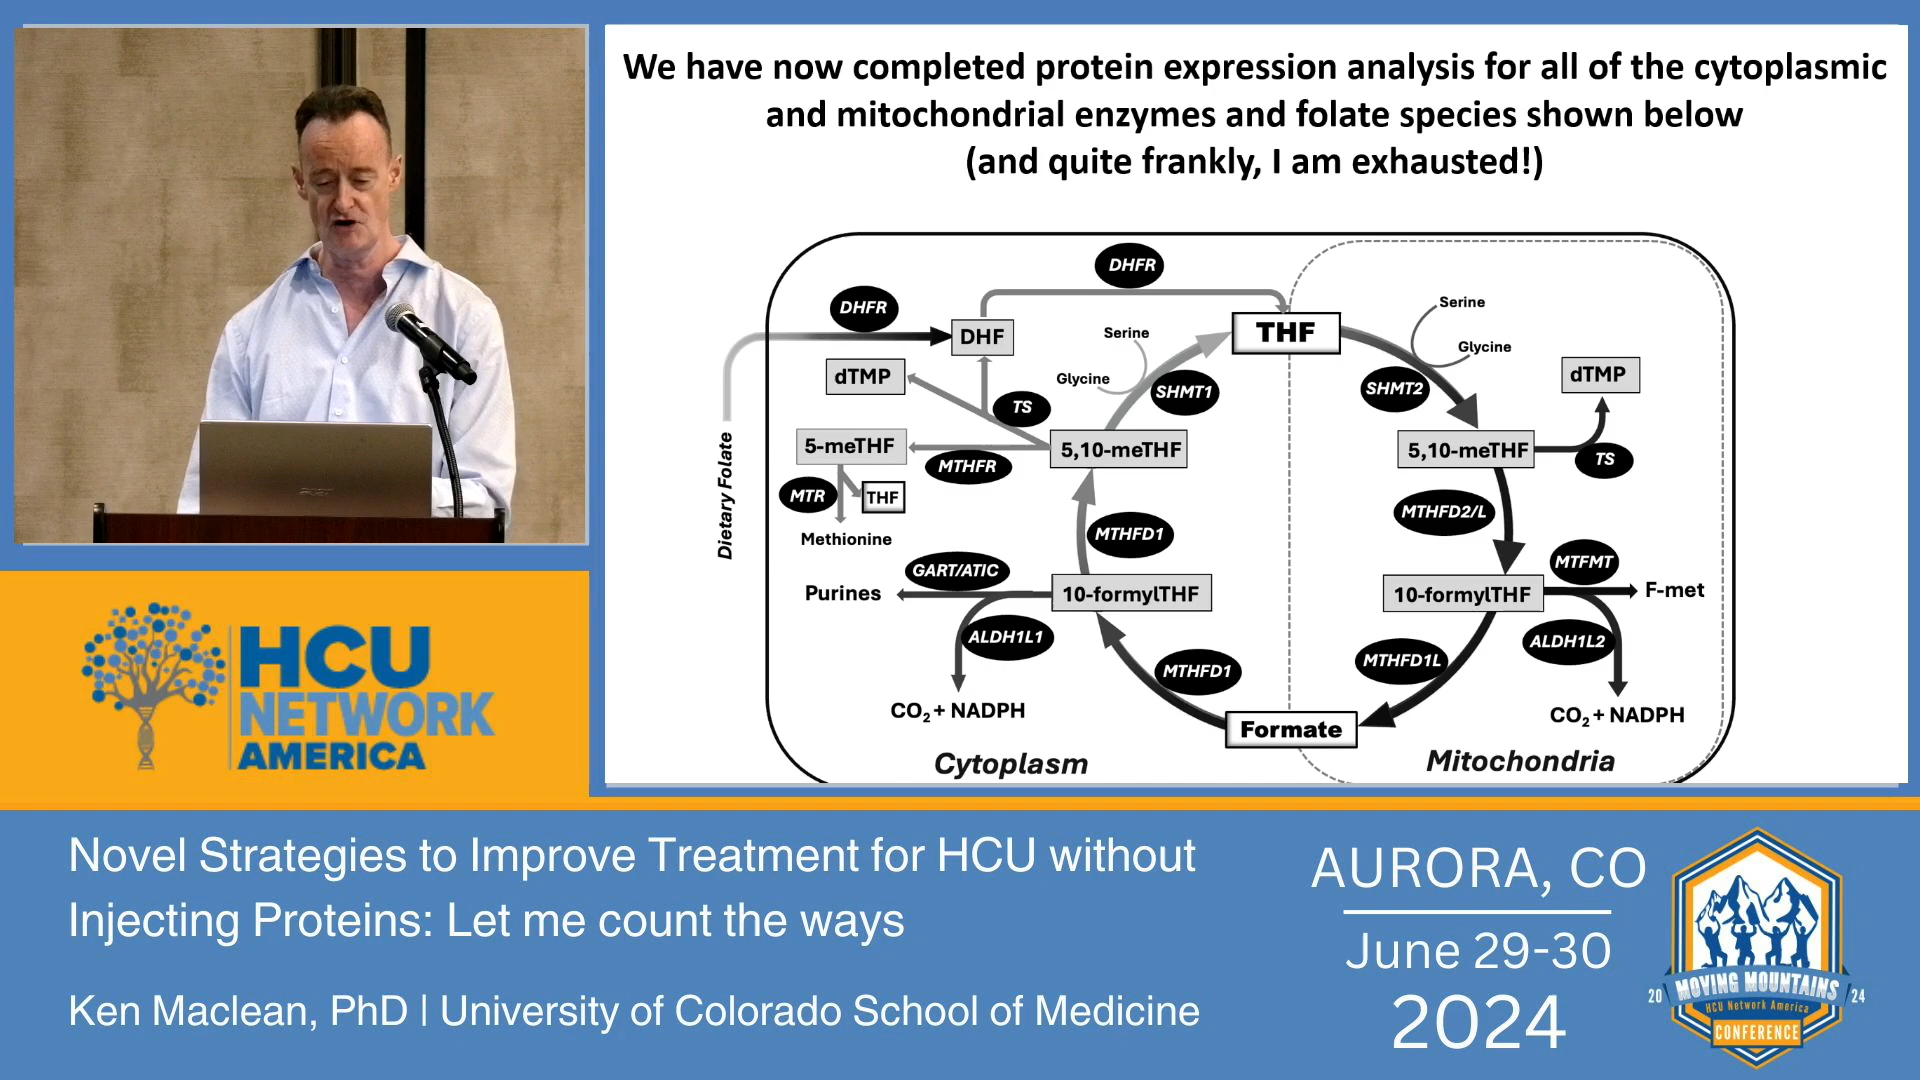 We have now completed protein expression analysis for all of the cytoplasmic
and mitochondrial enzymes and folate species shown below
(and quite frankly, I am exhausted!)
DHFR
DHFR
Serine
DHF
Serine
THF
Glycine
dTMP
Glycine
SHMT1
SHMT2
dTMP
TS
5-meTHF
5,10-meTHF
5,10-meTHF
TS
MTHFR
MTR
THF
Dietary Folate
MTHFD2/L
Methionine
MTHFD1
GART/ATIC
MTFMT
Purines
10-formylTHF
10-formylTHF
F-met
ALDH1L1
ALDH1L2
MTHFD1
MTHFD1L
CO2 + NADPH
CO2 + NADPH
Formate
Cytoplasm
Mitochondria
HCU
NETWORK
AMERICA
Novel Strategies to Improve Treatment for HCU without
Injecting Proteins: Let me count the ways
Ken Maclean, PhD | University of Colorado School of Medicine
AURORA, CO
June 29-30
2024
20 MOVING MOUNTAINS 24
HCU Network America
CONFERENCE